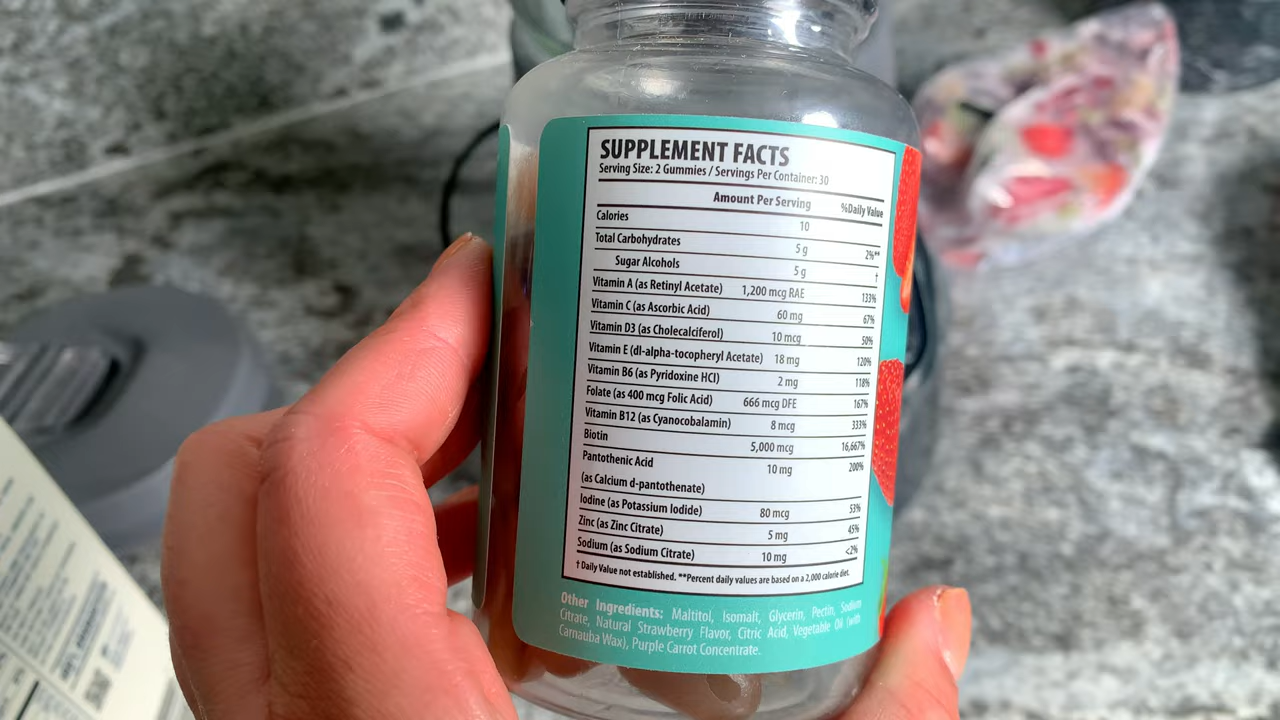 SUPPLEMENT FACTS
Serving Size: 2 Gummies / Servings Per Container: 30
Amount Per Serving %Daily Value
Calories 10
Total Carbohydrates 5 g 2%**
Sugar Alcohols 5 g †
Vitamin A (as Retinyl Acetate) 1,200 mcg RAE 133%
Vitamin C (as Ascorbic Acid) 60 mg 67%
Vitamin D3 (as Cholecalciferol) 10 mcg 50%
Vitamin E (dl-alpha-tocopheryl Acetate) 18 mg 120%
Vitamin B6 (as Pyridoxine HCl) 2 mg 118%
Folate (as 400 mcg Folic Acid) 666 mcg DFE 167%
Vitamin B12 (as Cyanocobalamin) 8 mcg 333%
Biotin 5,000 mcg 16,667%
Pantothenic Acid 10 mg 200%
(as Calcium d-pantothenate)
Iodine (as Potassium Iodide) 80 mcg 53%
Zinc (as Zinc Citrate) 5 mg 45%
Sodium (as Sodium Citrate) 10 mg <2%
† Daily Value not established. **Percent daily values are based on a 2,000 calorie diet.
Other Ingredients: Maltitol, Isomalt, Glycerin, Pectin, Sodium
Citrate, Natural Strawberry Flavor, Citric Acid, Vegetable Oil (with
Carnauba Wax), Purple Carrot Concentrate.